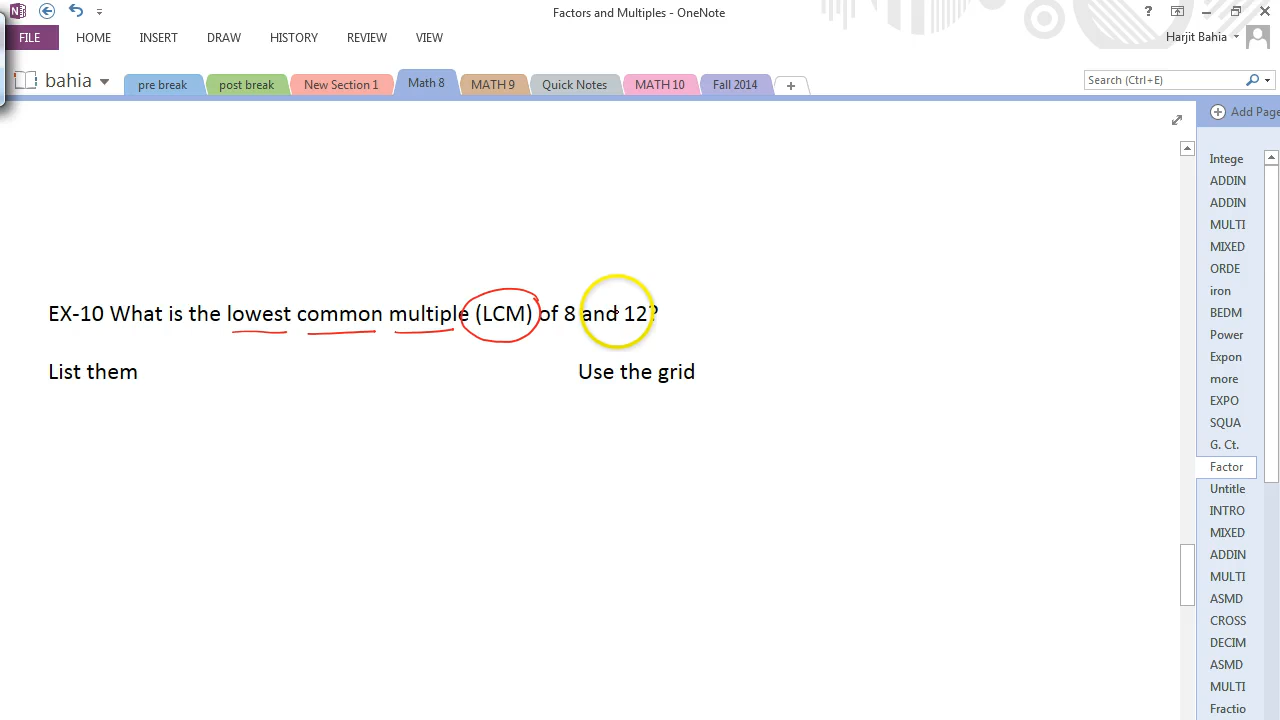 Factors and Multiples - OneNote
?
FILE HOME INSERT DRAW HISTORY REVIEW VIEW
Harjit Bahia
bahia
pre break post break New Section 1 Math 8 MATH 9 Quick Notes MATH 10 Fall 2014
Search (Ctrl+E)
Add Page
EX-10 What is the lowest common multiple (LCM) of 8 and 12?
List them Use the grid
Intege
ADDIN
ADDIN
MULTI
MIXED
ORDE
iron
BEDM
Power
Expon
more
EXPO
SQUA
G. Ct.
Factor
Untitle
INTRO
MIXED
ADDIN
MULTI
ASMD
CROSS
DECIM
ASMD
MULTI
Fractio